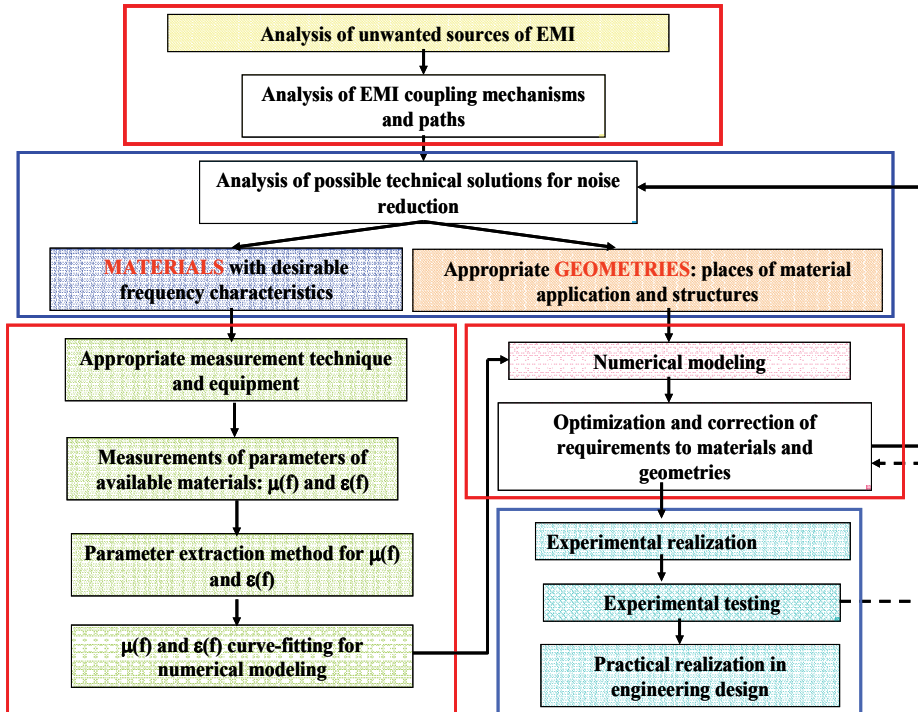 Analysis of unwanted sources of EMI
Analysis of EMI coupling mechanisms
and paths
Analysis of possible technical solutions for noise
reduction
MATERIALS with desirable
frequency characteristics
Appropriate GEOMETRIES: places of material
application and structures
Appropriate measurement technique
and equipment
Measurements of parameters of
available materials: μ(f) and ε(f)
Parameter extraction method for μ(f)
and ε(f)
μ(f) and ε(f) curve-fitting for
numerical modeling
Numerical modeling
Optimization and correction of
requirements to materials and
geometries
Experimental realization
Experimental testing
Practical realization in
engineering design